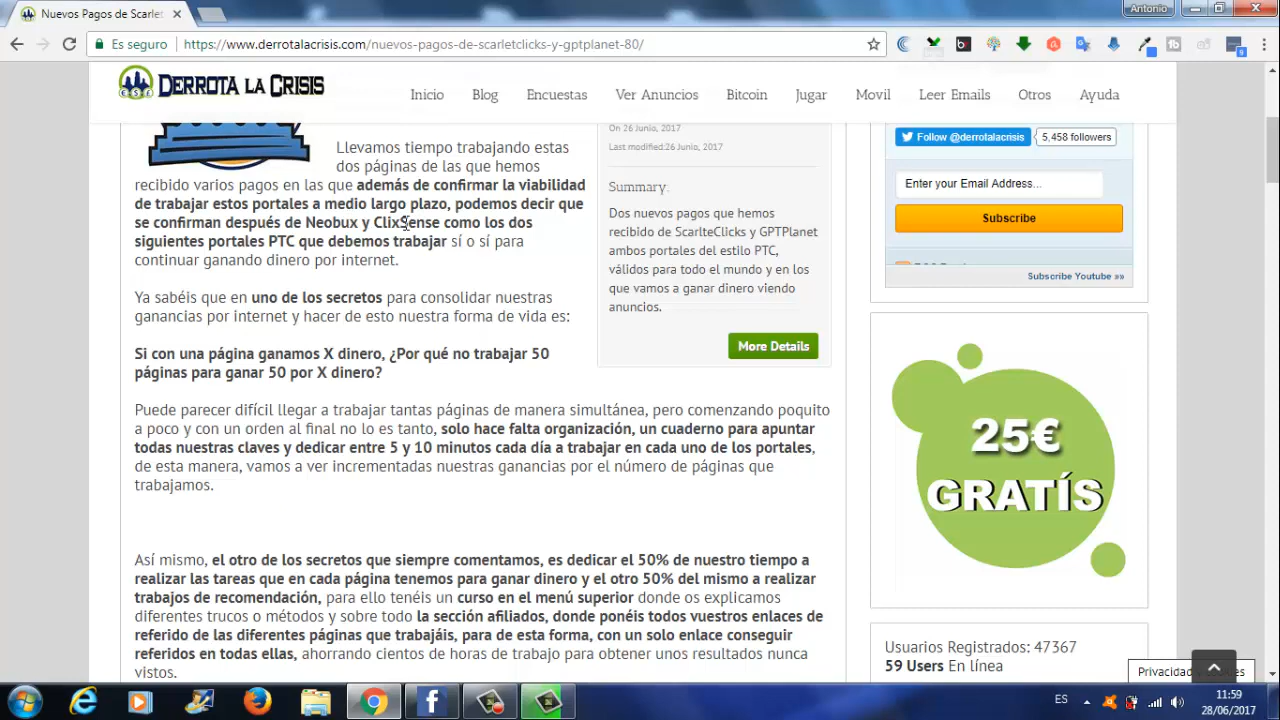 Nuevos Pagos de Scarlet
Antonio
Es seguro
https://www.derrotalacrisis.com/nuevos-pagos-de-scarletclicks-y-gptplanet-80/
DERROTA LA CRISIS
Inicio
Blog
Encuestas
Ver Anuncios
Bitcoin
Jugar
Movil
Leer Emails
Otros
Ayuda
Llevamos tiempo trabajando estas
dos páginas de las que hemos
recibido varios pagos en las que además de confirmar la viabilidad
de trabajar estos portales a medio largo plazo, podemos decir que
se confirman después de Neobux y ClixSense como los dos
siguientes portales PTC que debemos trabajar sí o sí para
continuar ganando dinero por internet.
Ya sabéis que en uno de los secretos para consolidar nuestras
ganancias por internet y hacer de esto nuestra forma de vida es:
Si con una página ganamos X dinero, ¿Por qué no trabajar 50
páginas para ganar 50 por X dinero?
Puede parecer difícil llegar a trabajar tantas páginas de manera simultánea, pero comenzando poquito
a poco y con un orden al final no lo es tanto, solo hace falta organización, un cuaderno para apuntar
todas nuestras claves y dedicar entre 5 y 10 minutos cada día a trabajar en cada uno de los portales,
de esta manera, vamos a ver incrementadas nuestras ganancias por el número de páginas que
trabajamos.
Así mismo, el otro de los secretos que siempre comentamos, es dedicar el 50% de nuestro tiempo a
realizar las tareas que en cada página tenemos para ganar dinero y el otro 50% del mismo a realizar
trabajos de recomendación, para ello tenéis un curso en el menú superior donde os explicamos
diferentes trucos o métodos y sobre todo la sección afiliados, donde ponéis todos vuestros enlaces de
referido de las diferentes páginas que trabajáis, para de esta forma, con un solo enlace conseguir
referidos en todas ellas, ahorrando cientos de horas de trabajo para obtener unos resultados nunca
vistos.
On 26 Junio, 2017
Last modified:26 Junio, 2017
Summary:
Dos nuevos pagos que hemos
recibido de ScarlteClicks y GPTPlanet
ambos portales del estilo PTC,
válidos para todo el mundo y en los
que vamos a ganar dinero viendo
anuncios.
More Details
Follow @derrotalacrisis
5,458 followers
Enter your Email Address...
Subscribe
Subscribe Youtube »»
25€
GRATÍS
Usuarios Registrados: 47367
59 Users En línea
Privacidad y cookies
ES
11:59
28/06/2017